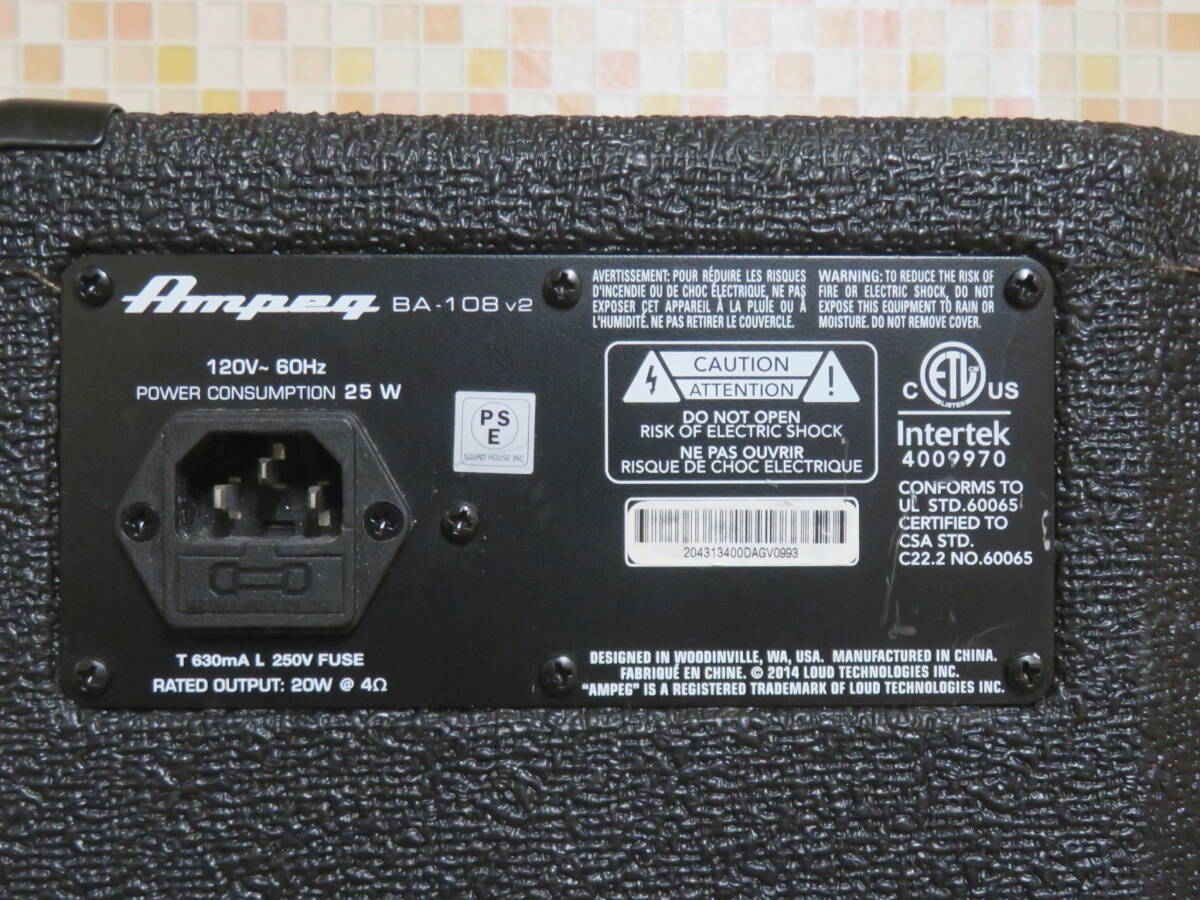 Ampeg BA-108 v2
120V~ 60Hz
POWER CONSUMPTION 25 W
T 630mA L 250V FUSE
RATED OUTPUT: 20W @ 4Ω
PS
E
SOUND HOUSE INC.
AVERTISSEMENT: POUR RÉDUIRE LES RISQUES
D'INCENDIE OU DE CHOC ÉLECTRIQUE, NE PAS
EXPOSER CET APPAREIL À LA PLUIE OU À
L'HUMIDITÉ. NE PAS RETIRER LE COUVERCLE.
WARNING: TO REDUCE THE RISK OF
FIRE OR ELECTRIC SHOCK, DO NOT
EXPOSE THIS EQUIPMENT TO RAIN OR
MOISTURE. DO NOT REMOVE COVER.
CAUTION
ATTENTION
DO NOT OPEN
RISK OF ELECTRIC SHOCK
NE PAS OUVRIR
RISQUE DE CHOC ELECTRIQUE
204313400DAGV0993
C ETL CM US
LISTED
Intertek
4009970
CONFORMS TO
UL STD.60065
CERTIFIED TO
CSA STD.
C22.2 NO.60065
DESIGNED IN WOODINVILLE, WA, USA. MANUFACTURED IN CHINA.
FABRIQUÉ EN CHINE. © 2014 LOUD TECHNOLOGIES INC.
"AMPEG" IS A REGISTERED TRADEMARK OF LOUD TECHNOLOGIES INC.